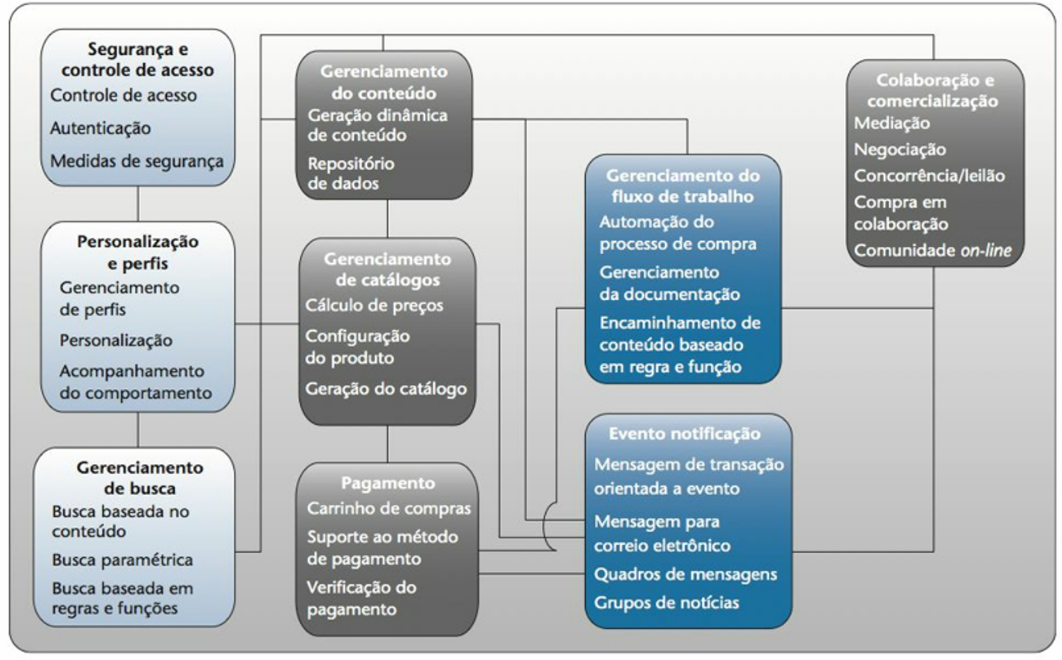 Segurança e
controle de acesso
Controle de acesso
Autenticação
Medidas de segurança
Personalização
e perfis
Gerenciamento
de perfis
Personalização
Acompanhamento
do comportamento
Gerenciamento
de busca
Busca baseada no
conteúdo
Busca paramétrica
Busca baseada em
regras e funções
Gerenciamento
do conteúdo
Geração dinâmica
de conteúdo
Repositório
de dados
Gerenciamento
de catálogos
Cálculo de preços
Configuração
do produto
Geração do catálogo
Pagamento
Carrinho de compras
Suporte ao método
de pagamento
Verificação do
pagamento
Gerenciamento do
fluxo de trabalho
Automação do
processo de compra
Gerenciamento
da documentação
Encaminhamento de
conteúdo baseado
em regra e função
Evento notificação
Mensagem de transação
orientada a evento
Mensagem para
correio eletrônico
Quadros de mensagens
Grupos de notícias
Colaboração e
comercialização
Mediação
Negociação
Concorrência/leilão
Compra em
colaboração
Comunidade on-line